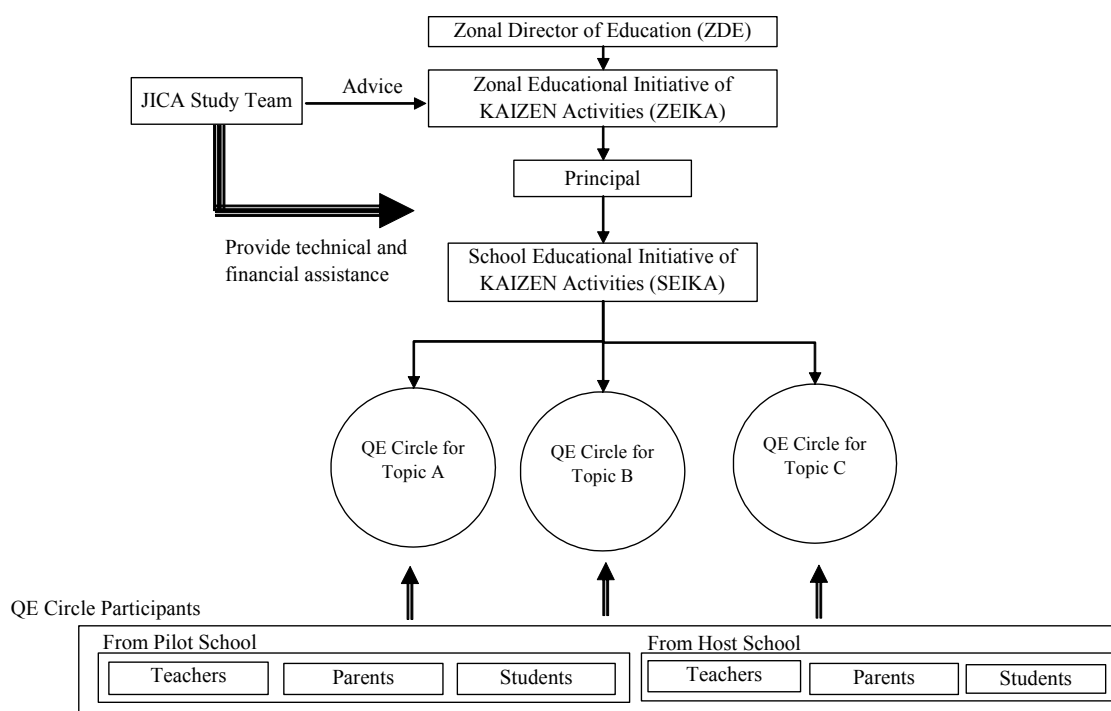 Zonal Director of Education (ZDE)
JICA Study Team
Advice
Zonal Educational Initiative of
KAIZEN Activities (ZEIKA)
Principal
Provide technical and
financial assistance
School Educational Initiative of
KAIZEN Activities (SEIKA)
QE Circle for
Topic A
QE Circle for
Topic B
QE Circle for
Topic C
QE Circle Participants
From Pilot School
Teachers
Parents
Students
From Host School
Teachers
Parents
Students